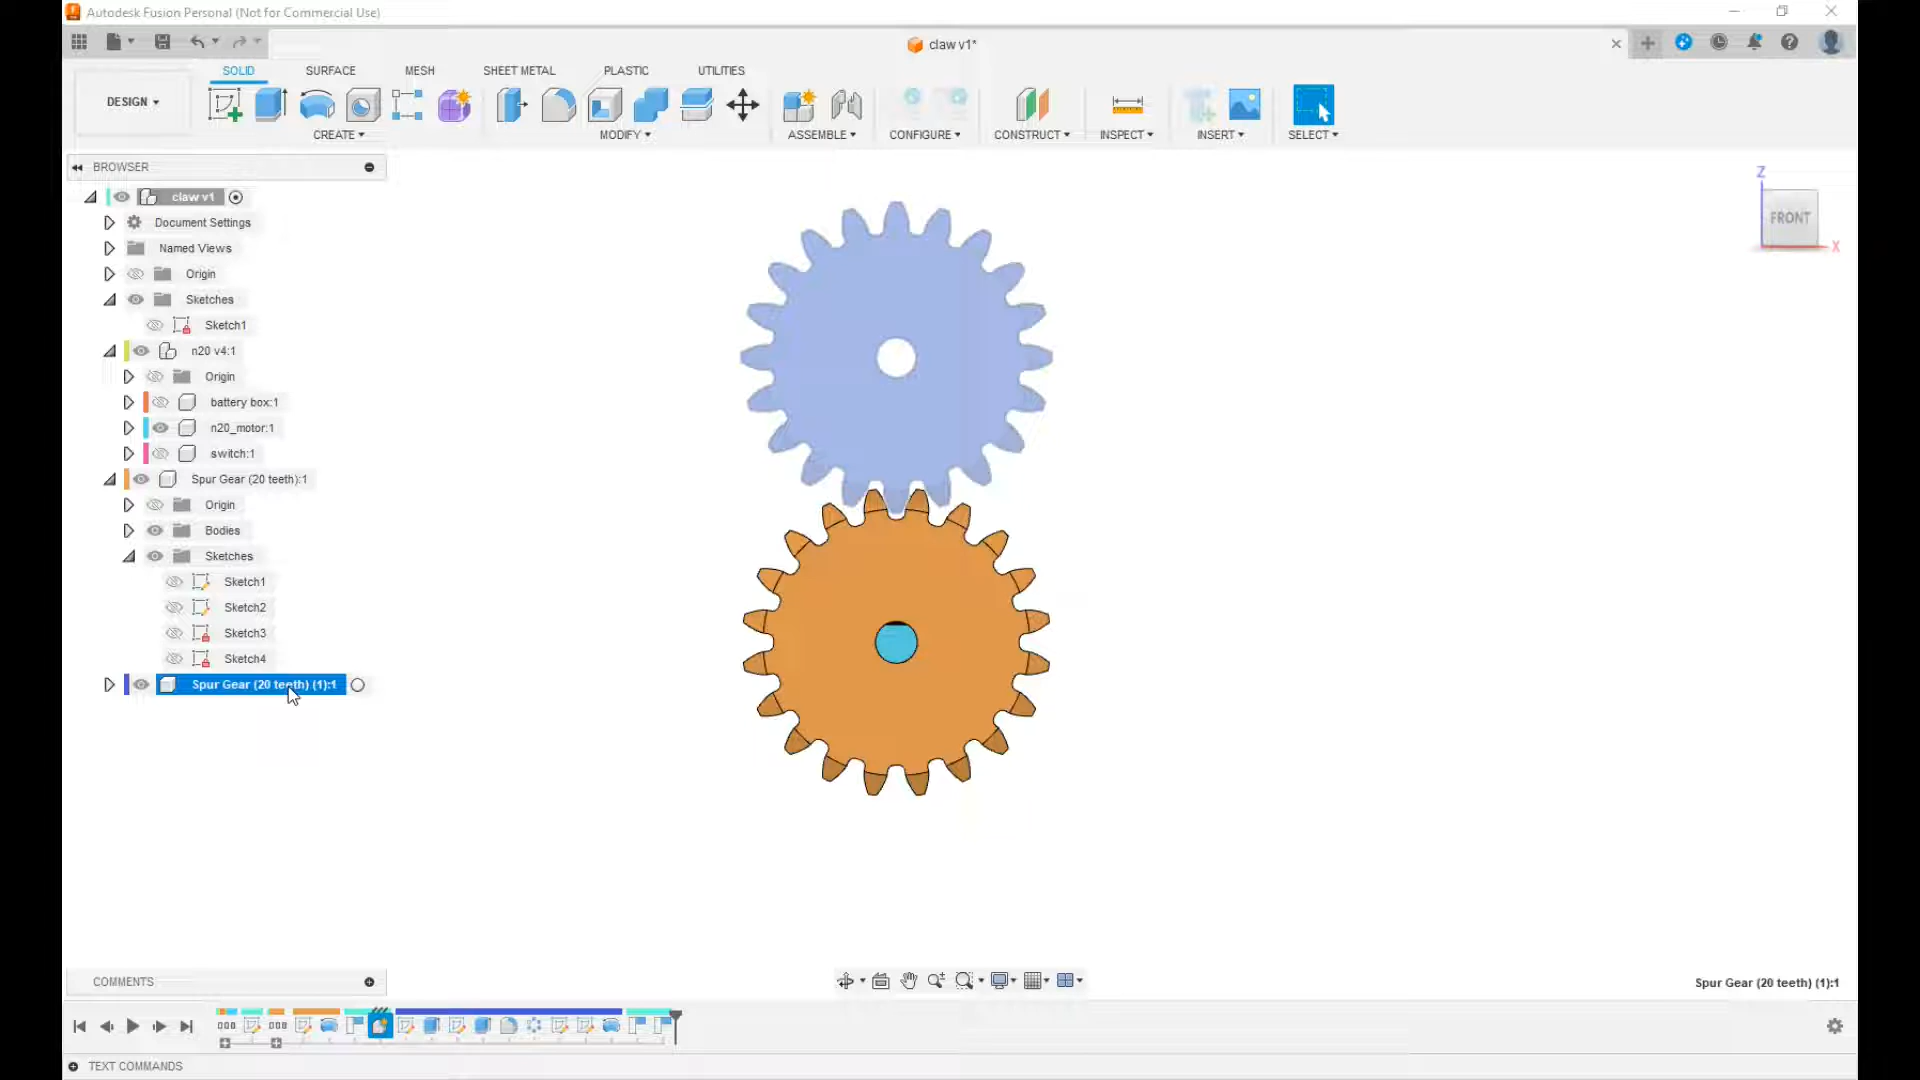 Autodesk Fusion Personal (Not for Commercial Use)
claw v1*
SOLID SURFACE MESH SHEET METAL PLASTIC UTILITIES
DESIGN
CREATE MODIFY ASSEMBLE CONFIGURE CONSTRUCT INSPECT INSERT SELECT
BROWSER
claw v1
Document Settings
Named Views
Origin
Sketches
Sketch1
n20 v4:1
Origin
battery box:1
n20_motor:1
switch:1
Spur Gear (20 teeth):1
Origin
Bodies
Sketches
Sketch1
Sketch2
Sketch3
Sketch4
Spur Gear (20 teeth) (1):1
Z
FRONT
X
COMMENTS
Spur Gear (20 teeth) (1):1
TEXT COMMANDS